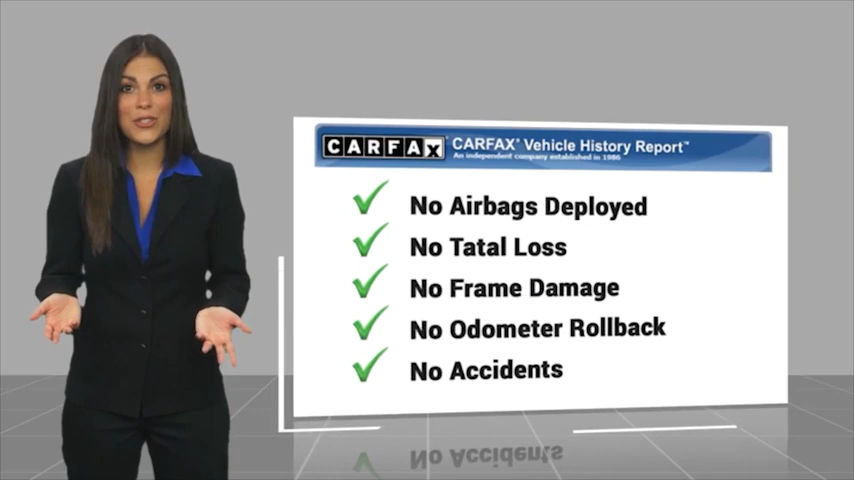 CARFAX CARFAX® Vehicle History Report™
An independent company established in 1986
No Airbags Deployed
No Tatal Loss
No Frame Damage
No Odometer Rollback
No Accidents
No Accidents